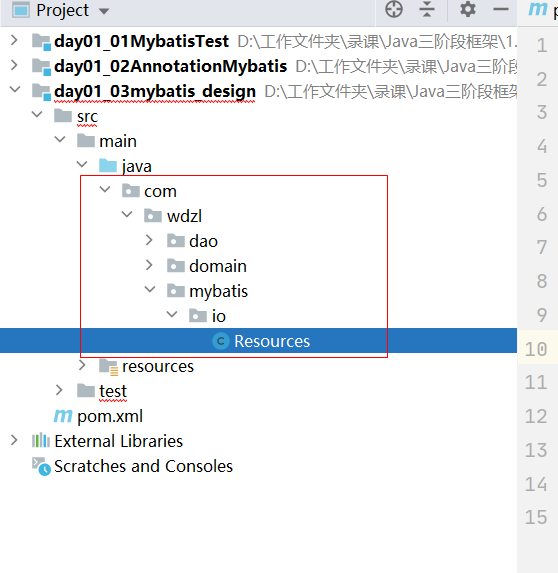 Project
day01_01MybatisTest D:\工作文件夹\录课\Java三阶段框架\1.
day01_02AnnotationMybatis D:\工作文件夹\录课\Java三阶段
day01_03mybatis_design D:\工作文件夹\录课\Java三阶段框架
src
main
java
com
wdzl
dao
domain
mybatis
io
C Resources
resources
test
m pom.xml
External Libraries
Scratches and Consoles
m p
1
2
3
4
5
6
7
8
9
10
11
12
13
14
15